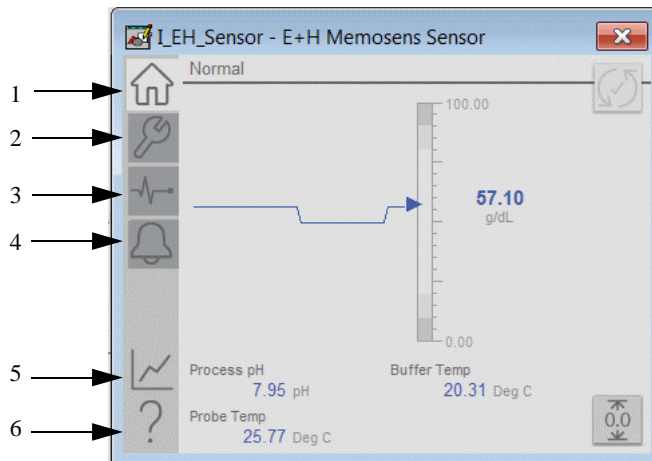 I_EH_Sensor - E+H Memosens Sensor
Normal
1
2
3
4
5
6
100.00
57.10
g/dL
0.00
Process pH
7.95 pH
Buffer Temp
20.31 Deg C
Probe Temp
25.77 Deg C
0.0